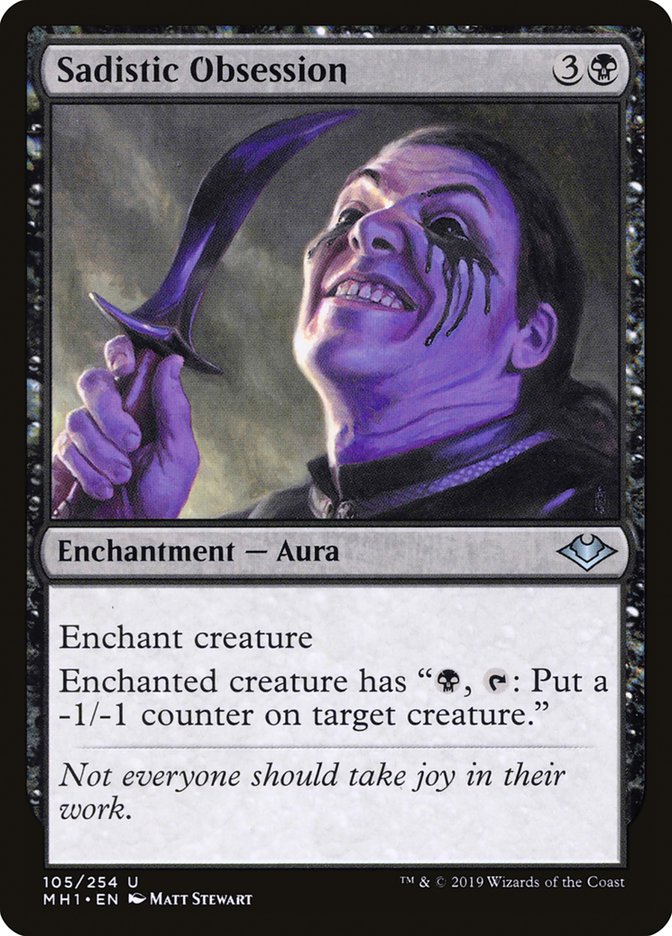 Sadistic Obsession 3
Enchantment — Aura
Enchant creature
Enchanted creature has “, : Put a
-1/-1 counter on target creature.”
Not everyone should take joy in their
work.
105/254 U
MH1 • EN Matt Stewart
™ & © 2019 Wizards of the Coast